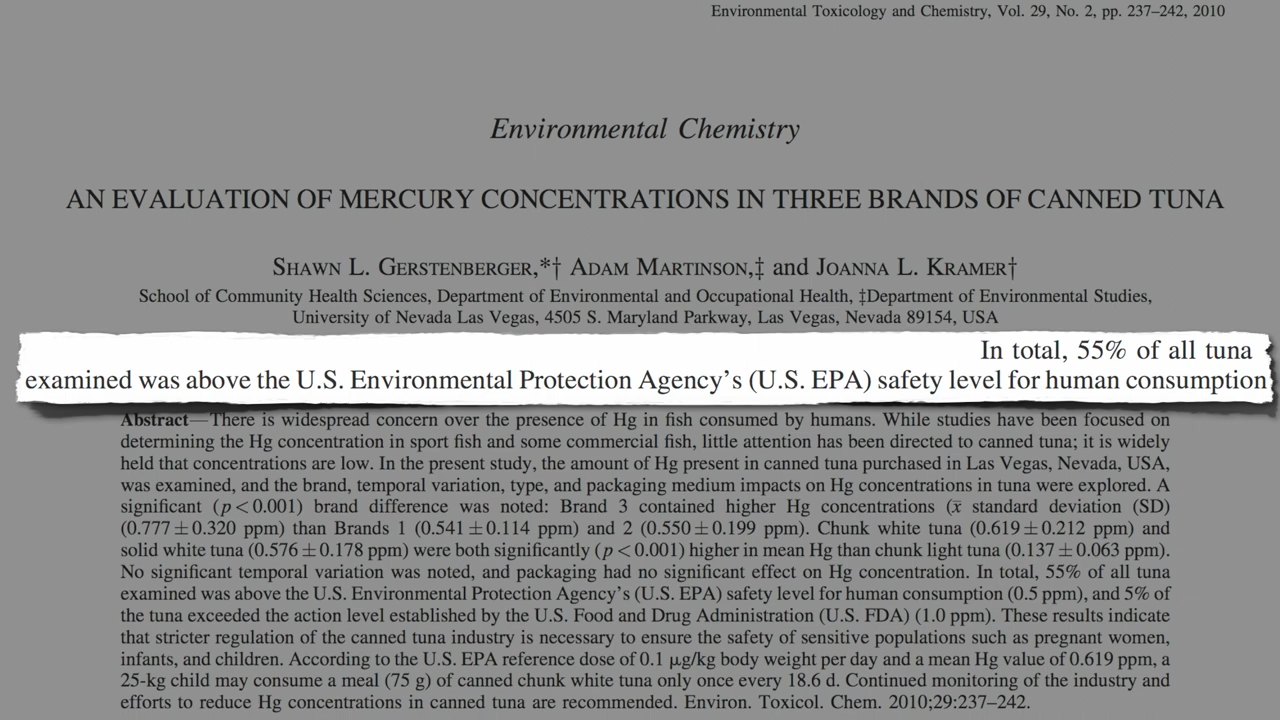 Environmental Toxicology and Chemistry, Vol. 29, No. 2, pp. 237–242, 2010
Environmental Chemistry
AN EVALUATION OF MERCURY CONCENTRATIONS IN THREE BRANDS OF CANNED TUNA
SHAWN L. GERSTENBERGER,*† ADAM MARTINSON,‡ and JOANNA L. KRAMER†
School of Community Health Sciences, Department of Environmental and Occupational Health, ‡Department of Environmental Studies,
University of Nevada Las Vegas, 4505 S. Maryland Parkway, Las Vegas, Nevada 89154, USA
In total, 55% of all tuna
examined was above the U.S. Environmental Protection Agency's (U.S. EPA) safety level for human consumption
Abstract—There is widespread concern over the presence of Hg in fish consumed by humans. While studies have been focused on
determining the Hg concentration in sport fish and some commercial fish, little attention has been directed to canned tuna; it is widely
held that concentrations are low. In the present study, the amount of Hg present in canned tuna purchased in Las Vegas, Nevada, USA,
was examined, and the brand, temporal variation, type, and packaging medium impacts on Hg concentrations in tuna were explored. A
significant (p < 0.001) brand difference was noted: Brand 3 contained higher Hg concentrations (x̄ standard deviation (SD)
(0.777 ± 0.320 ppm) than Brands 1 (0.541 ± 0.114 ppm) and 2 (0.550 ± 0.199 ppm). Chunk white tuna (0.619 ± 0.212 ppm) and
solid white tuna (0.576 ± 0.178 ppm) were both significantly (p < 0.001) higher in mean Hg than chunk light tuna (0.137 ± 0.063 ppm).
No significant temporal variation was noted, and packaging had no significant effect on Hg concentration. In total, 55% of all tuna
examined was above the U.S. Environmental Protection Agency's (U.S. EPA) safety level for human consumption (0.5 ppm), and 5% of
the tuna exceeded the action level established by the U.S. Food and Drug Administration (U.S. FDA) (1.0 ppm). These results indicate
that stricter regulation of the canned tuna industry is necessary to ensure the safety of sensitive populations such as pregnant women,
infants, and children. According to the U.S. EPA reference dose of 0.1 μg/kg body weight per day and a mean Hg value of 0.619 ppm, a
25-kg child may consume a meal (75 g) of canned chunk white tuna only once every 18.6 d. Continued monitoring of the industry and
efforts to reduce Hg concentrations in canned tuna are recommended. Environ. Toxicol. Chem. 2010;29:237–242.